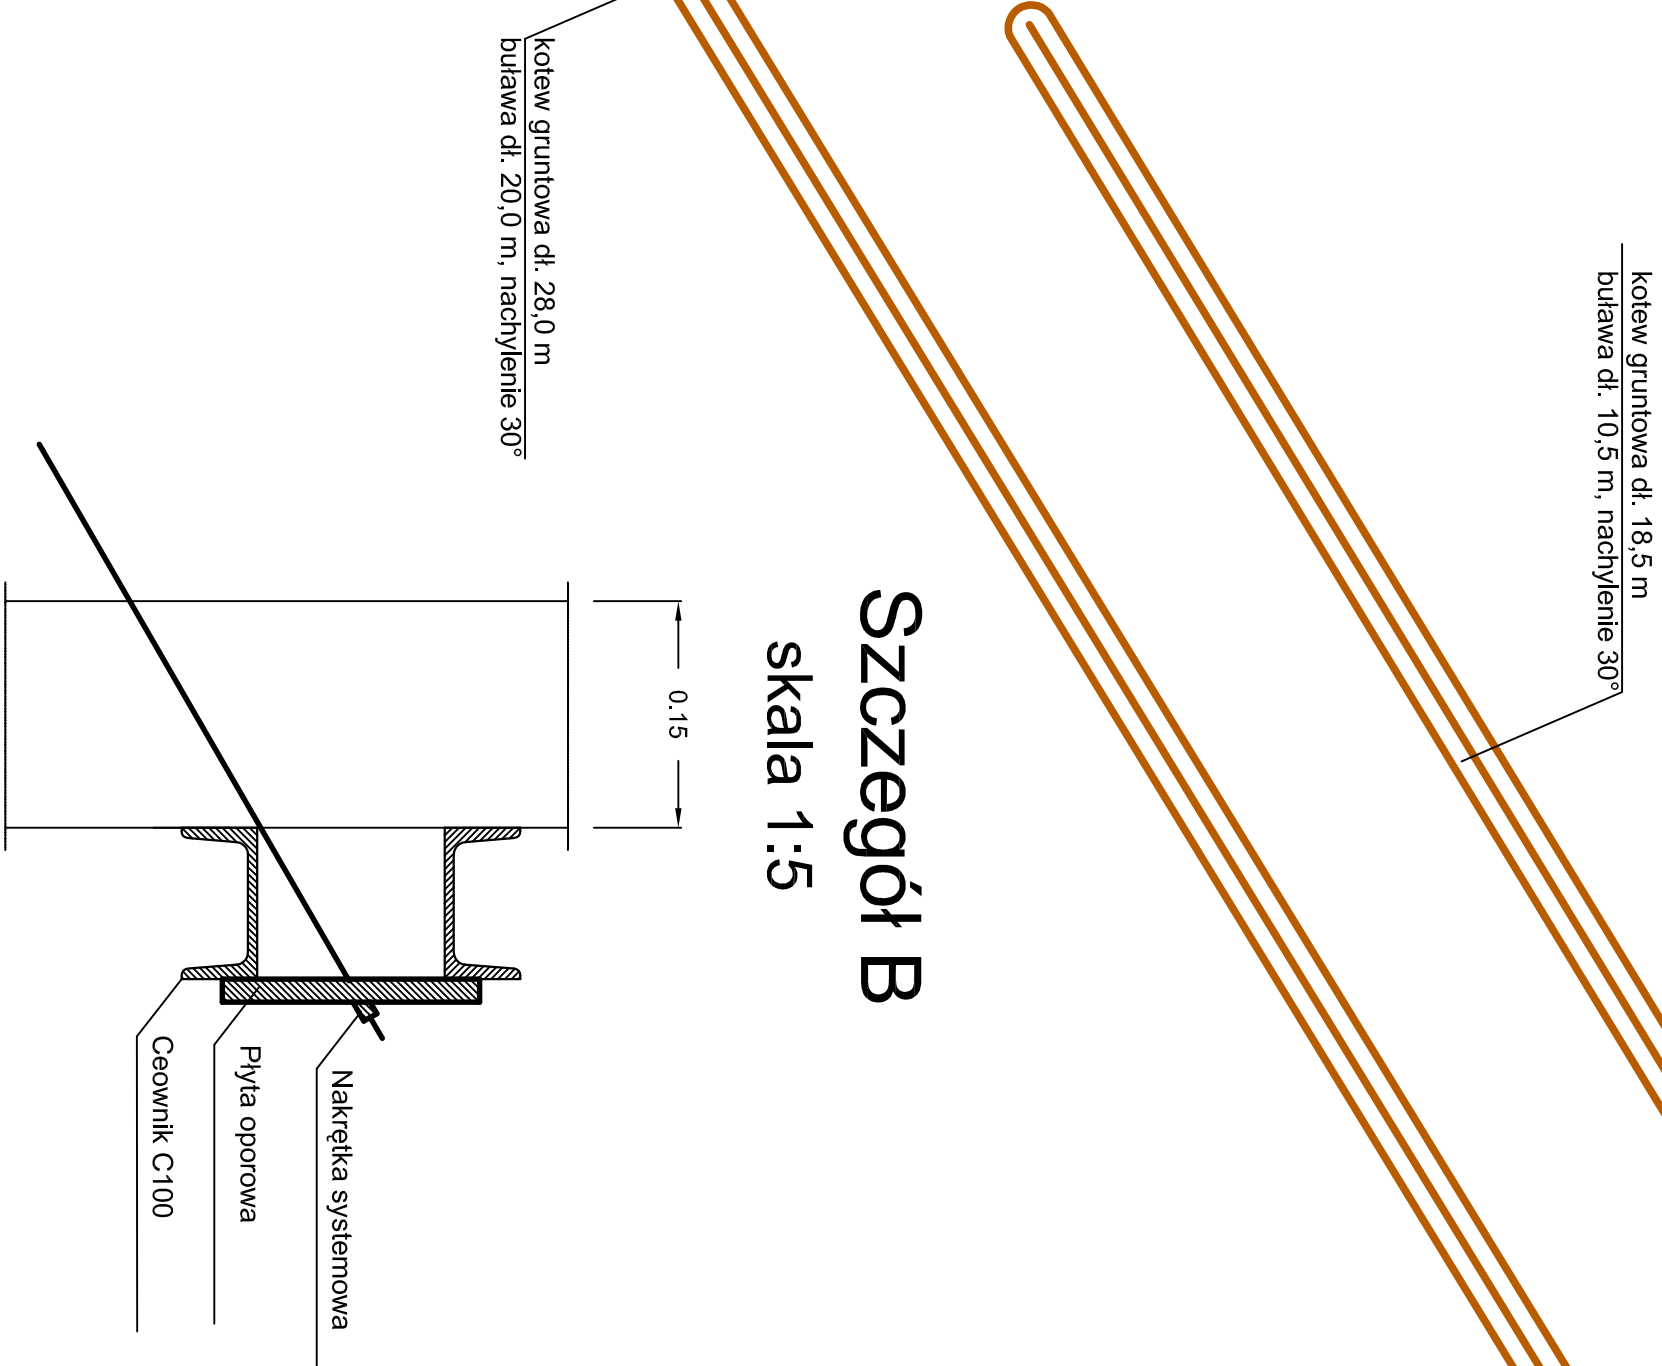 kotew gruntowa dł. 18,5 m
buława dł. 10,5 m, nachylenie 30°
Szczegół B
skala 1:5
0.15
kotew gruntowa dł. 28,0 m
buława dł. 20,0 m, nachylenie 30°
Nakrętka systemowa
Płyta oporowa
Ceownik C100